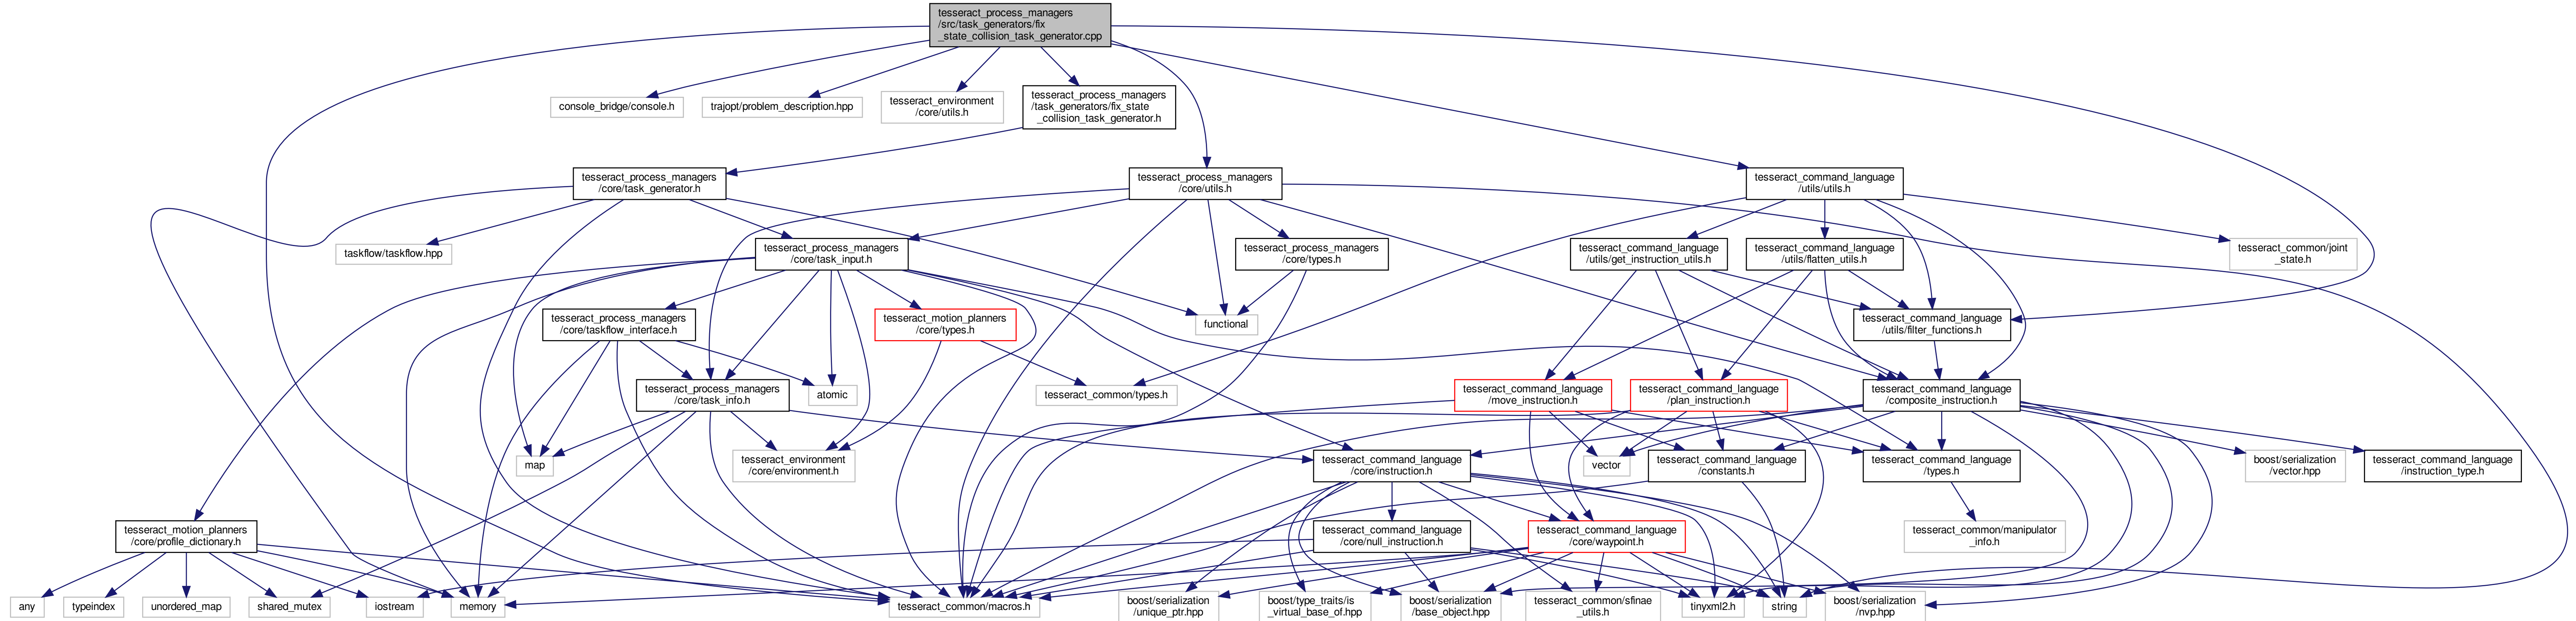 tesseract_process_managers
/src/task_generators/fix
_state_collision_task_generator.cpp
console_bridge/console.h
trajopt/problem_description.hpp
tesseract_environment
/core/utils.h
tesseract_process_managers
/task_generators/fix_state
_collision_task_generator.h
tesseract_process_managers
/core/task_generator.h
tesseract_process_managers
/core/utils.h
tesseract_command_language
/utils/utils.h
taskflow/taskflow.hpp
tesseract_process_managers
/core/task_input.h
tesseract_process_managers
/core/types.h
tesseract_command_language
/utils/get_instruction_utils.h
tesseract_command_language
/utils/flatten_utils.h
tesseract_common/joint
_state.h
tesseract_process_managers
/core/taskflow_interface.h
tesseract_motion_planners
/core/types.h
functional
tesseract_command_language
/utils/filter_functions.h
tesseract_process_managers
/core/task_info.h
atomic
tesseract_common/types.h
tesseract_command_language
/move_instruction.h
tesseract_command_language
/plan_instruction.h
tesseract_command_language
/composite_instruction.h
map
tesseract_environment
/core/environment.h
tesseract_command_language
/core/instruction.h
vector
tesseract_command_language
/constants.h
tesseract_command_language
/types.h
boost/serialization
/vector.hpp
tesseract_command_language
/instruction_type.h
tesseract_motion_planners
/core/profile_dictionary.h
tesseract_command_language
/core/null_instruction.h
tesseract_command_language
/core/waypoint.h
tesseract_common/manipulator
_info.h
any
typeindex
unordered_map
shared_mutex
iostream
memory
tesseract_common/macros.h
boost/serialization
/unique_ptr.hpp
boost/type_traits/is
_virtual_base_of.hpp
boost/serialization
/base_object.hpp
tesseract_common/sfinae
_utils.h
tinyxml2.h
string
boost/serialization
/nvp.hpp